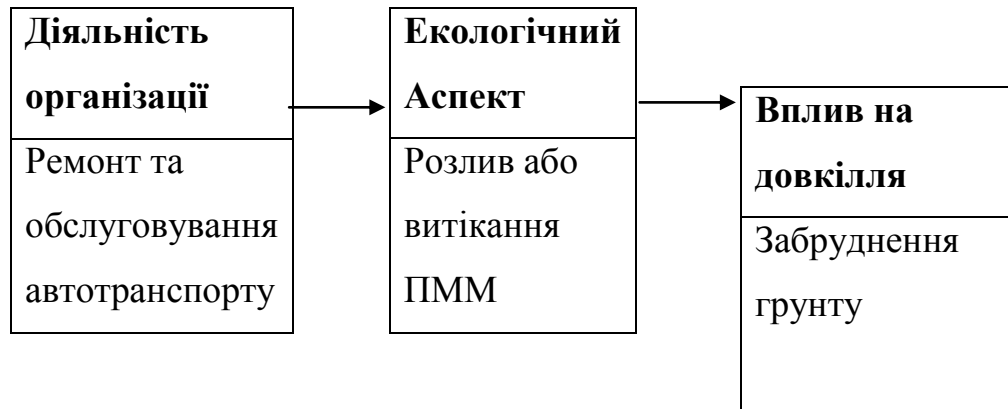 Діяльність
організації
Ремонт та
обслуговування
автотранспорту
Екологічний
Аспект
Розлив або
витікання
ПММ
Вплив на
довкілля
Забруднення
грунту